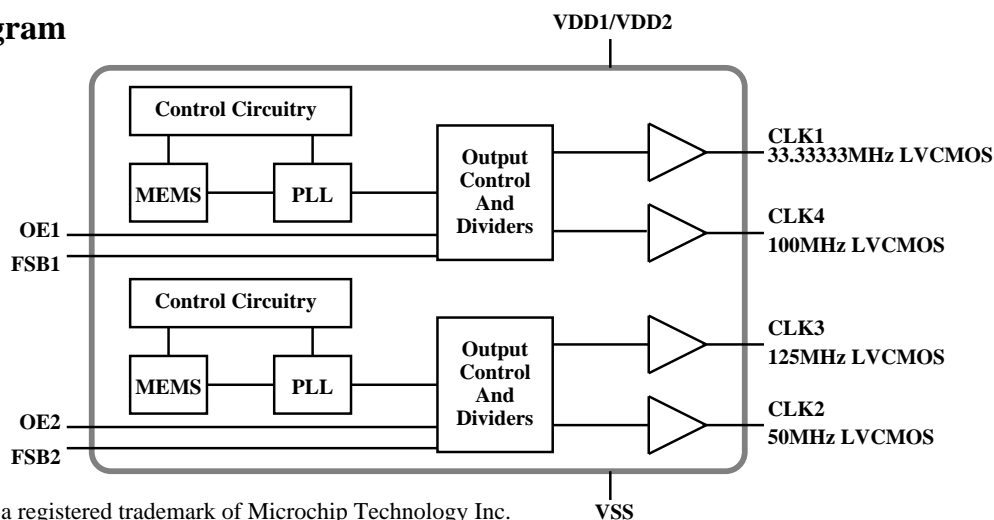 gram
VDD1/VDD2
Control Circuitry
MEMS
PLL
Output
Control
And
Dividers
CLK1
33.33333MHz LVCMOS
CLK4
100MHz LVCMOS
OE1
FSB1
Control Circuitry
MEMS
PLL
Output
Control
And
Dividers
CLK3
125MHz LVCMOS
CLK2
50MHz LVCMOS
OE2
FSB2
VSS
a registered trademark of Microchip Technology Inc.